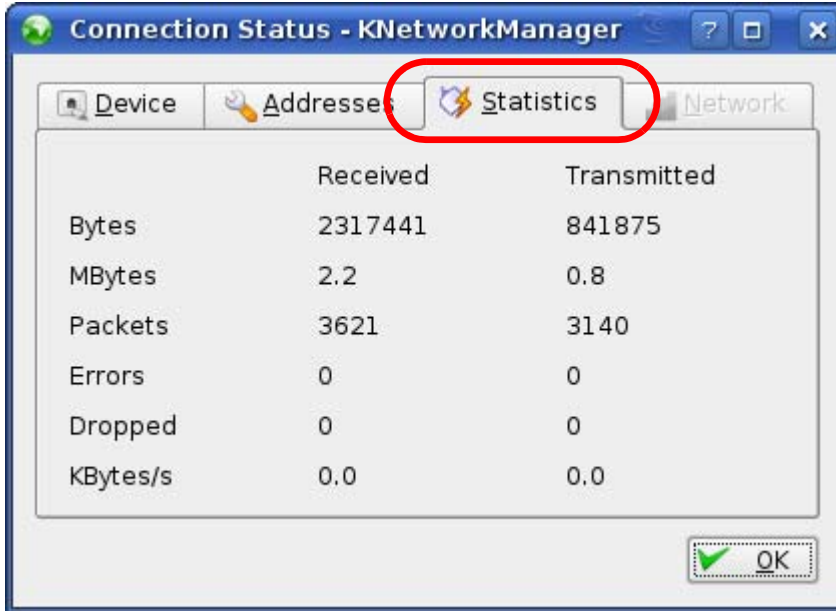 Connection Status - KNetworkManager
Device Addresses Statistics Network
Received Transmitted
Bytes 2317441 841875
MBytes 2.2 0.8
Packets 3621 3140
Errors 0 0
Dropped 0 0
KBytes/s 0.0 0.0
OK